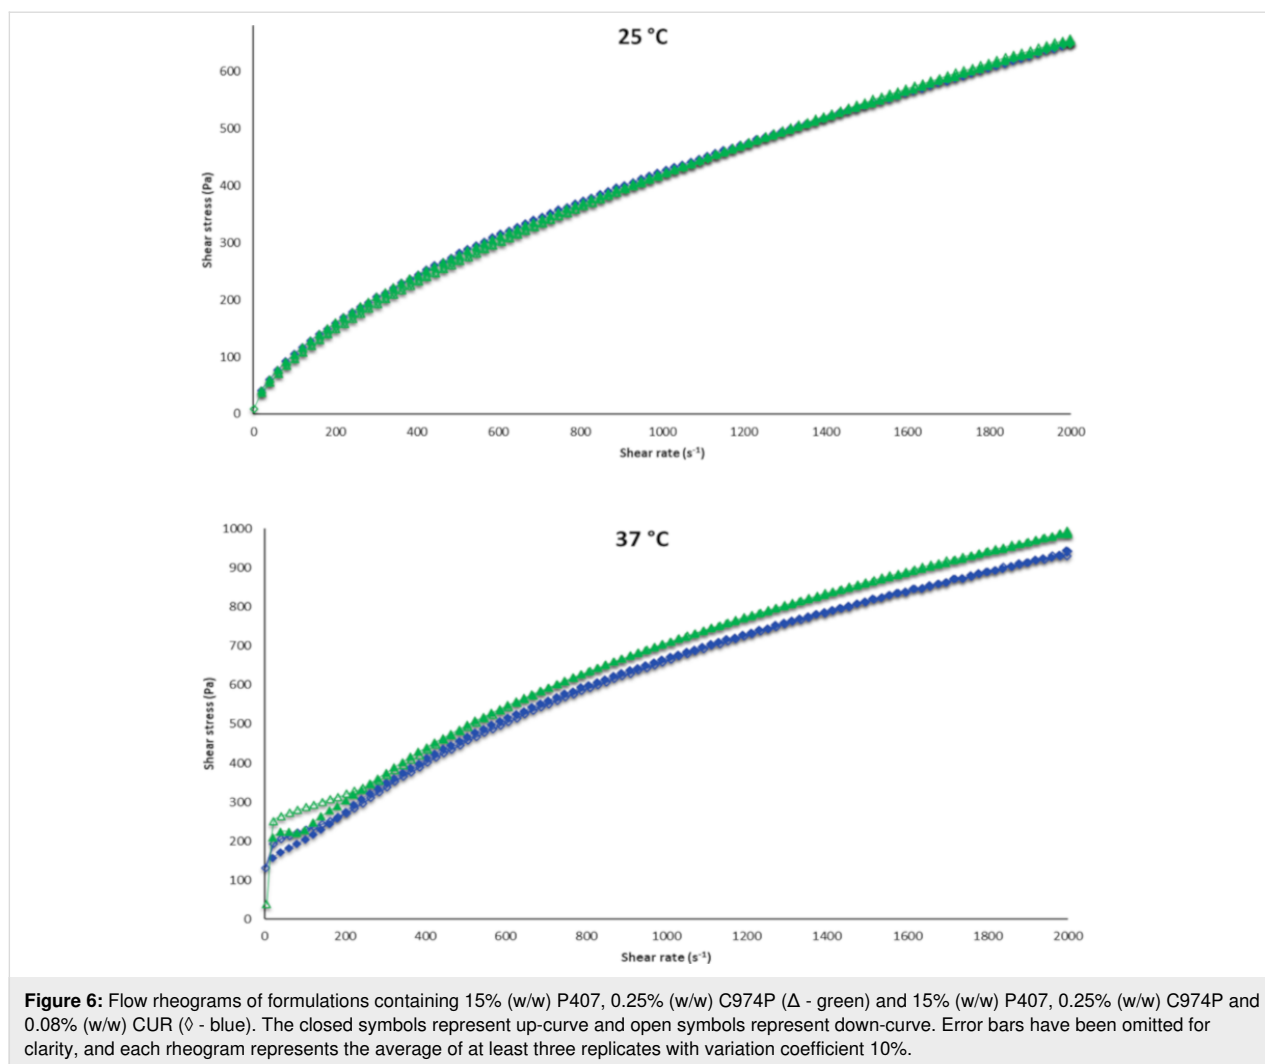 25 °C
600
500
400
300
200
100
0
Shear stress (Pa)
0 200 400 600 800 1000 1200 1400 1600 1800 2000
Shear rate (s⁻¹)
37 °C
1000
900
800
700
600
500
400
300
200
100
0
Shear stress (Pa)
0 200 400 600 800 1000 1200 1400 1600 1800 2000
Shear rate (s⁻¹)
Figure 6: Flow rheograms of formulations containing 15% (w/w) P407, 0.25% (w/w) C974P (Δ - green) and 15% (w/w) P407, 0.25% (w/w) C974P and
0.08% (w/w) CUR (◊ - blue). The closed symbols represent up-curve and open symbols represent down-curve. Error bars have been omitted for
clarity, and each rheogram represents the average of at least three replicates with variation coefficient 10%.